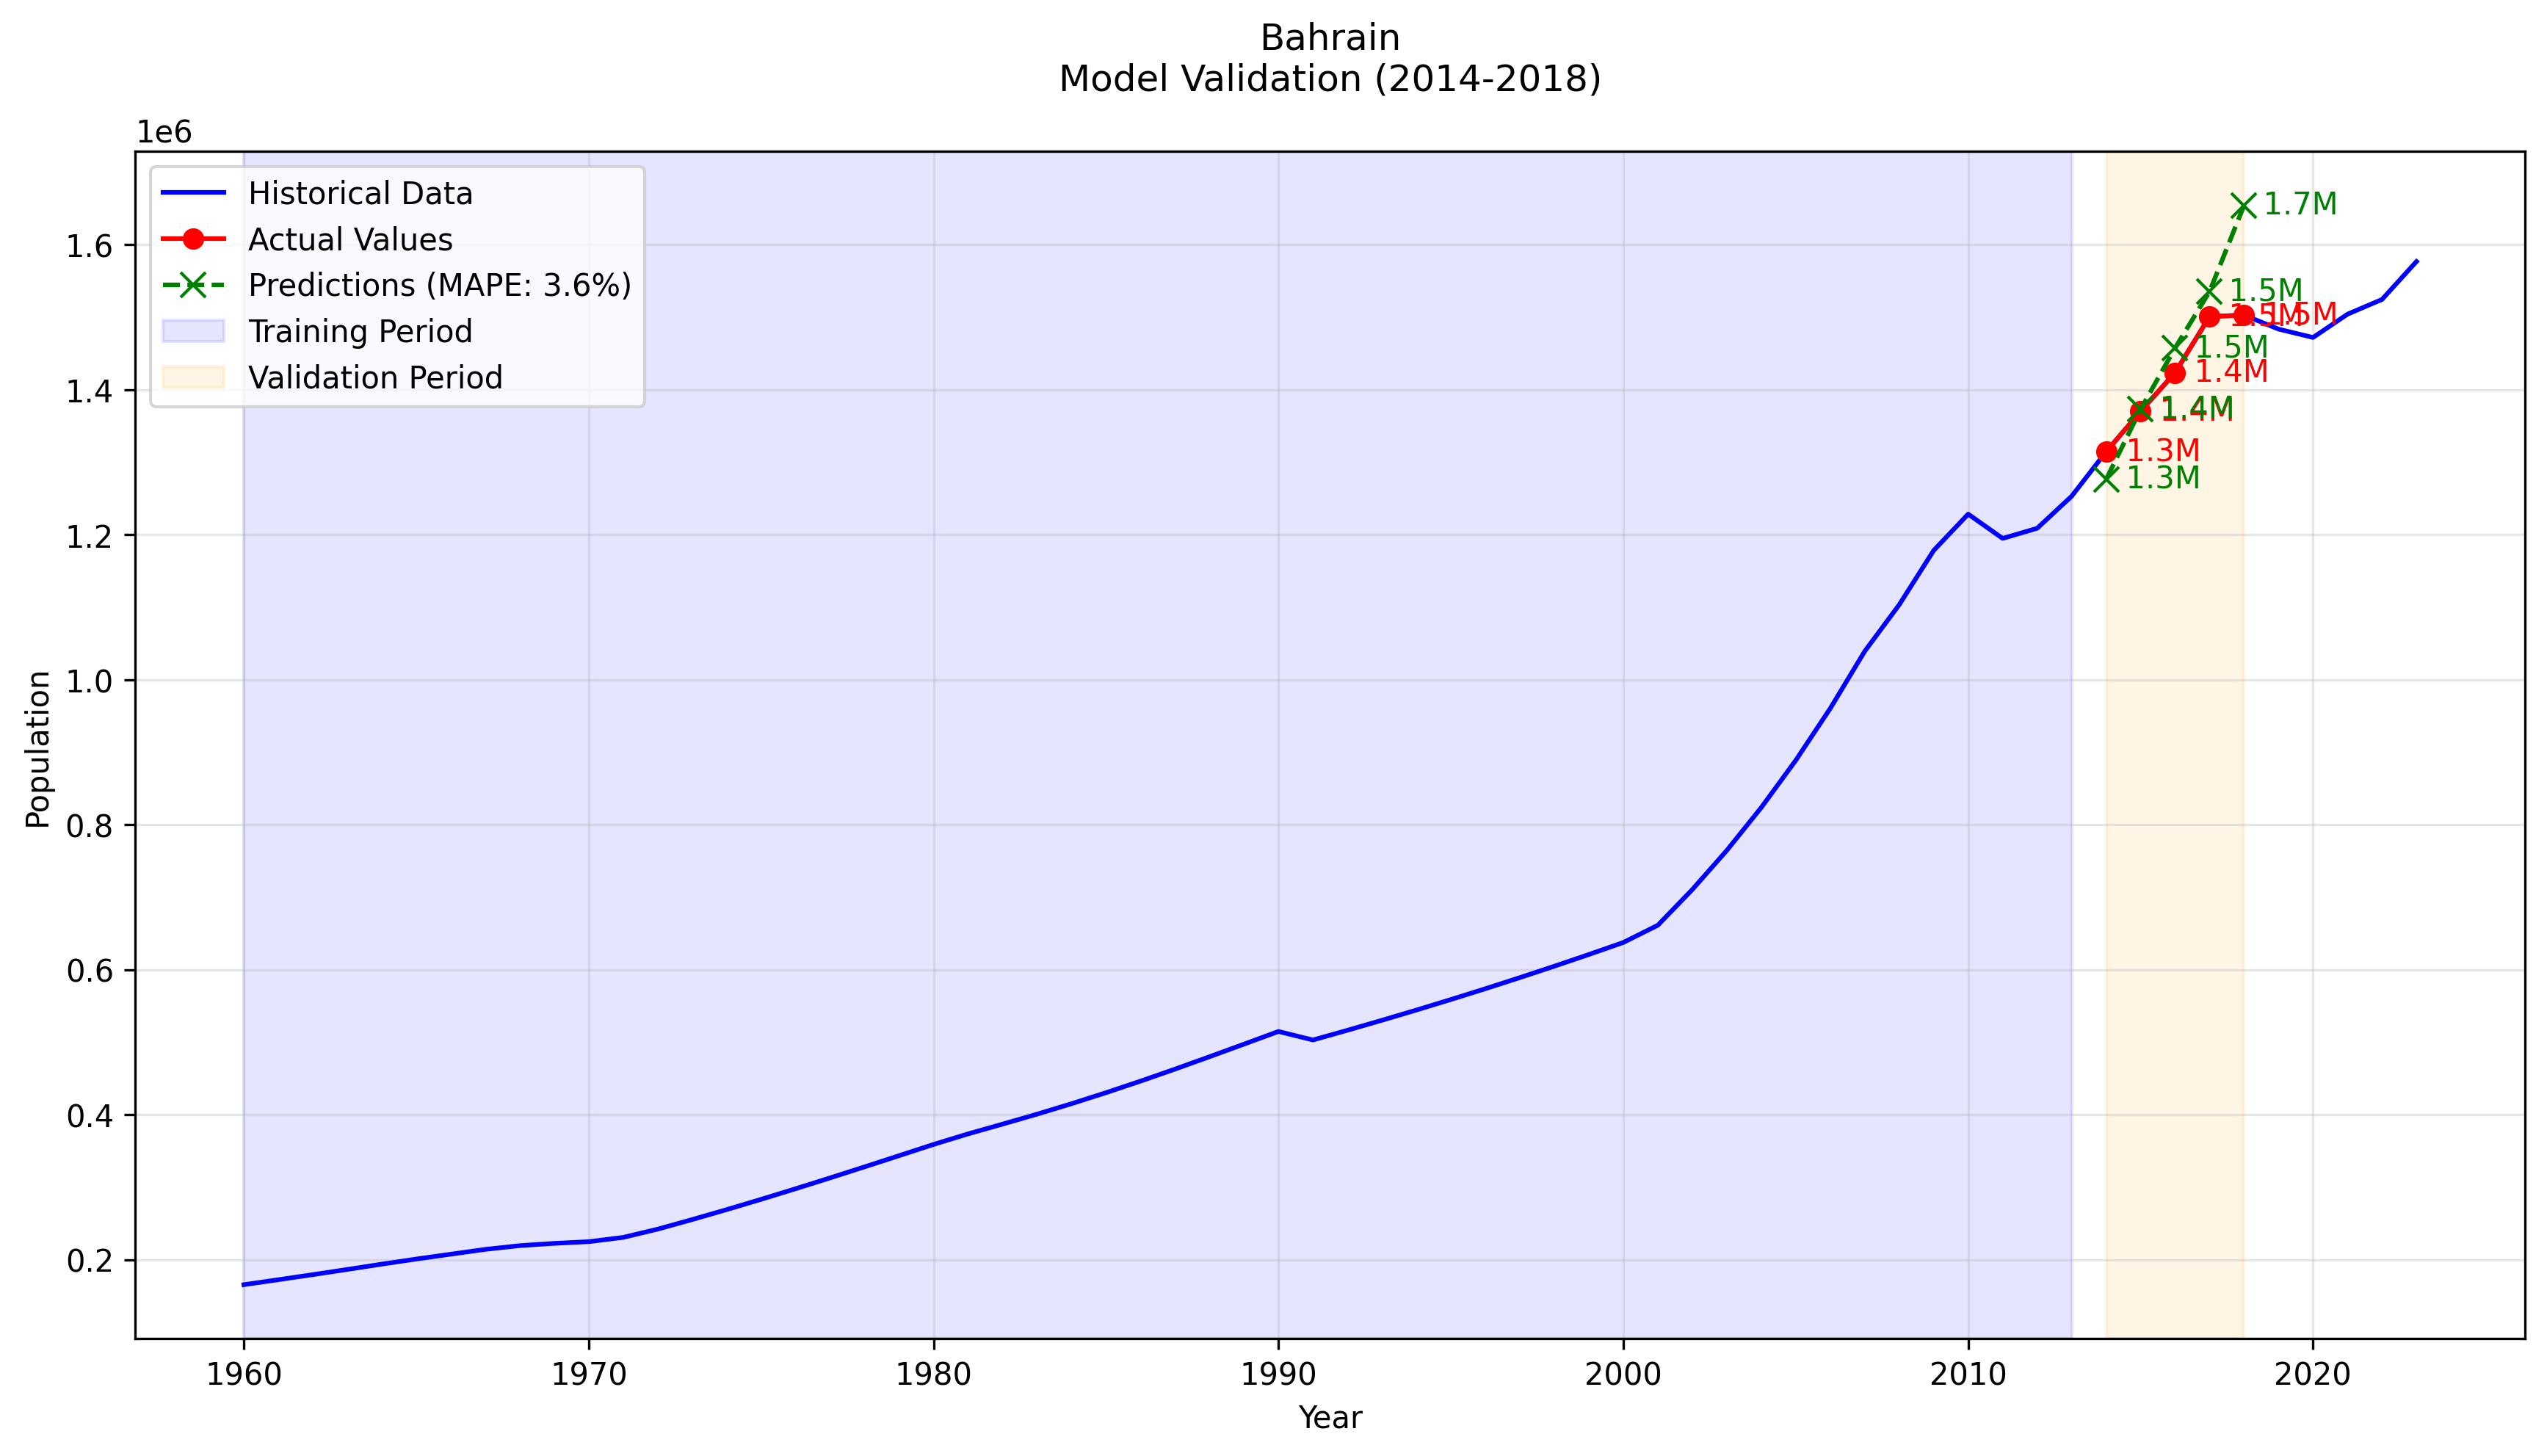 Bahrain
Model Validation (2014-2018)
1e6
Historical Data
Actual Values
Predictions (MAPE: 3.6%)
Training Period
Validation Period
1.6
1.4
1.2
1.0
0.8
0.6
0.4
0.2
Population
1.7M
1.5M
1.5M
1.5M
1.5M
1.4M
1.4M
1.3M
1.3M
1960
1970
1980
1990
2000
2010
2020
Year